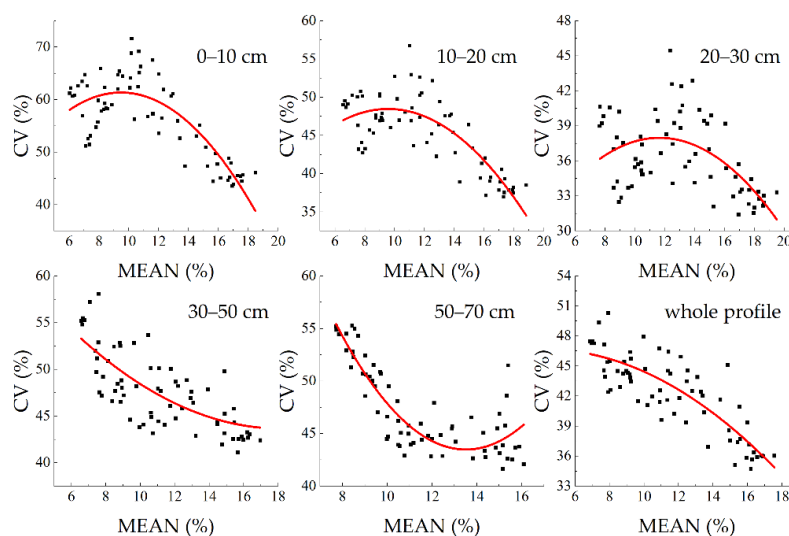 0–10 cm
70
60
50
40
CV (%)
6 8 10 12 14 16 18 20
MEAN (%)
10–20 cm
60
55
50
45
40
35
CV (%)
6 8 10 12 14 16 18 20
MEAN (%)
20–30 cm
48
45
42
39
36
33
30
CV (%)
8 10 12 14 16 18 20
MEAN (%)
30–50 cm
60
55
50
45
40
CV (%)
6 8 10 12 14 16 18
MEAN (%)
50–70 cm
60
55
50
45
40
CV (%)
8 10 12 14 16
MEAN (%)
whole profile
54
51
48
45
42
39
36
33
CV (%)
8 10 12 14 16 18
MEAN (%)